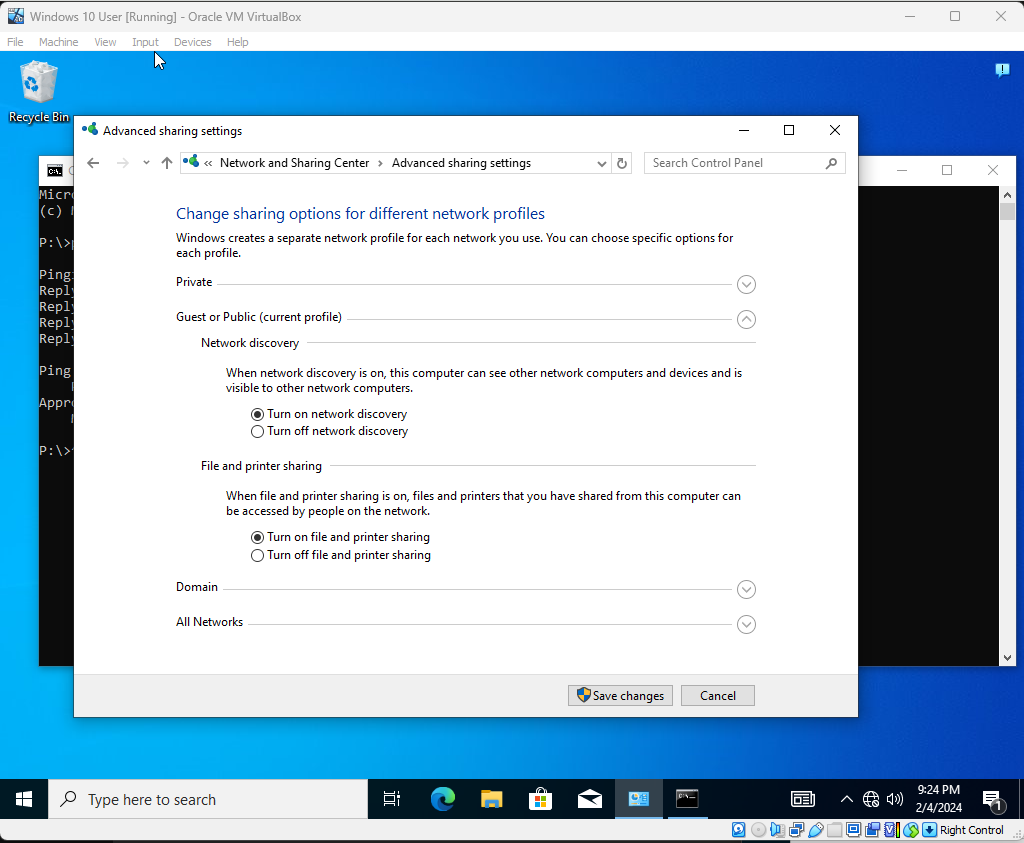 Windows 10 User [Running] - Oracle VM VirtualBox
File Machine View Input Devices Help
Recycle Bin
Advanced sharing settings
« Network and Sharing Center › Advanced sharing settings
Search Control Panel
Change sharing options for different network profiles
Windows creates a separate network profile for each network you use. You can choose specific options for
each profile.
Private
Guest or Public (current profile)
Network discovery
When network discovery is on, this computer can see other network computers and devices and is
visible to other network computers.
Turn on network discovery
Turn off network discovery
File and printer sharing
When file and printer sharing is on, files and printers that you have shared from this computer can
be accessed by people on the network.
Turn on file and printer sharing
Turn off file and printer sharing
Domain
All Networks
Save changes Cancel
(c)
P:\>
Reply
Reply
Reply
Reply
Ping
P:\>
Type here to search
9:24 PM
2/4/2024
1
Right Control